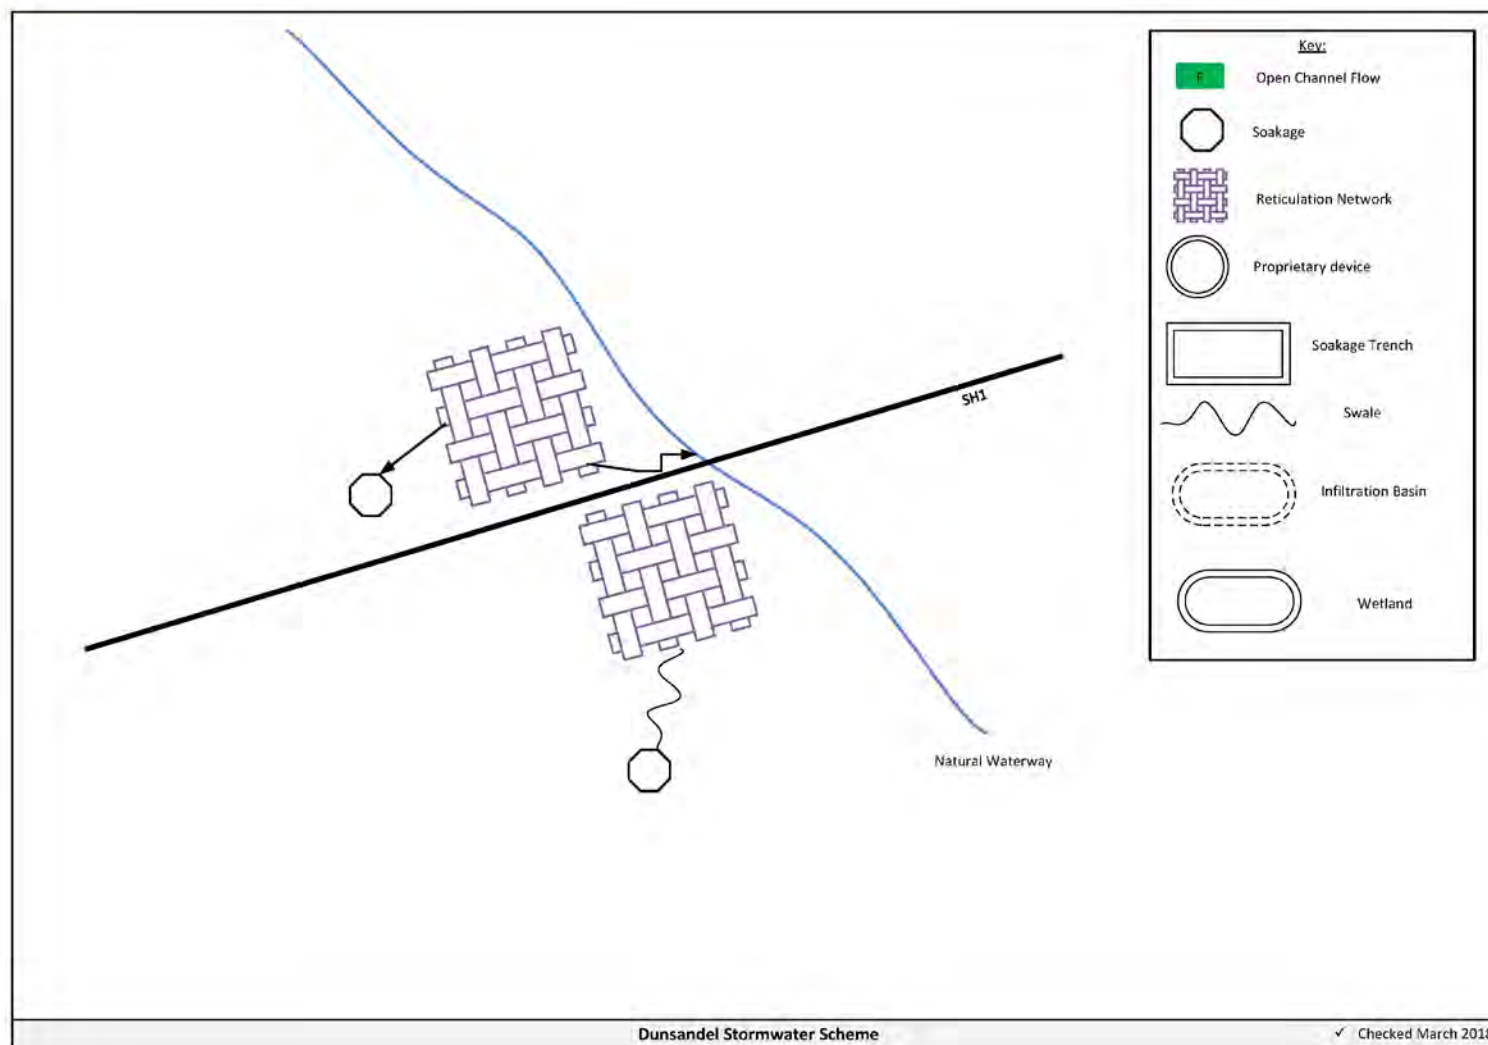 Key:
F
Open Channel Flow
Soakage
Reticulation Network
Proprietary device
Soakage Trench
Swale
Infiltration Basin
Wetland
SH1
Natural Waterway
Dunsandel Stormwater Scheme
✓ Checked March 2018